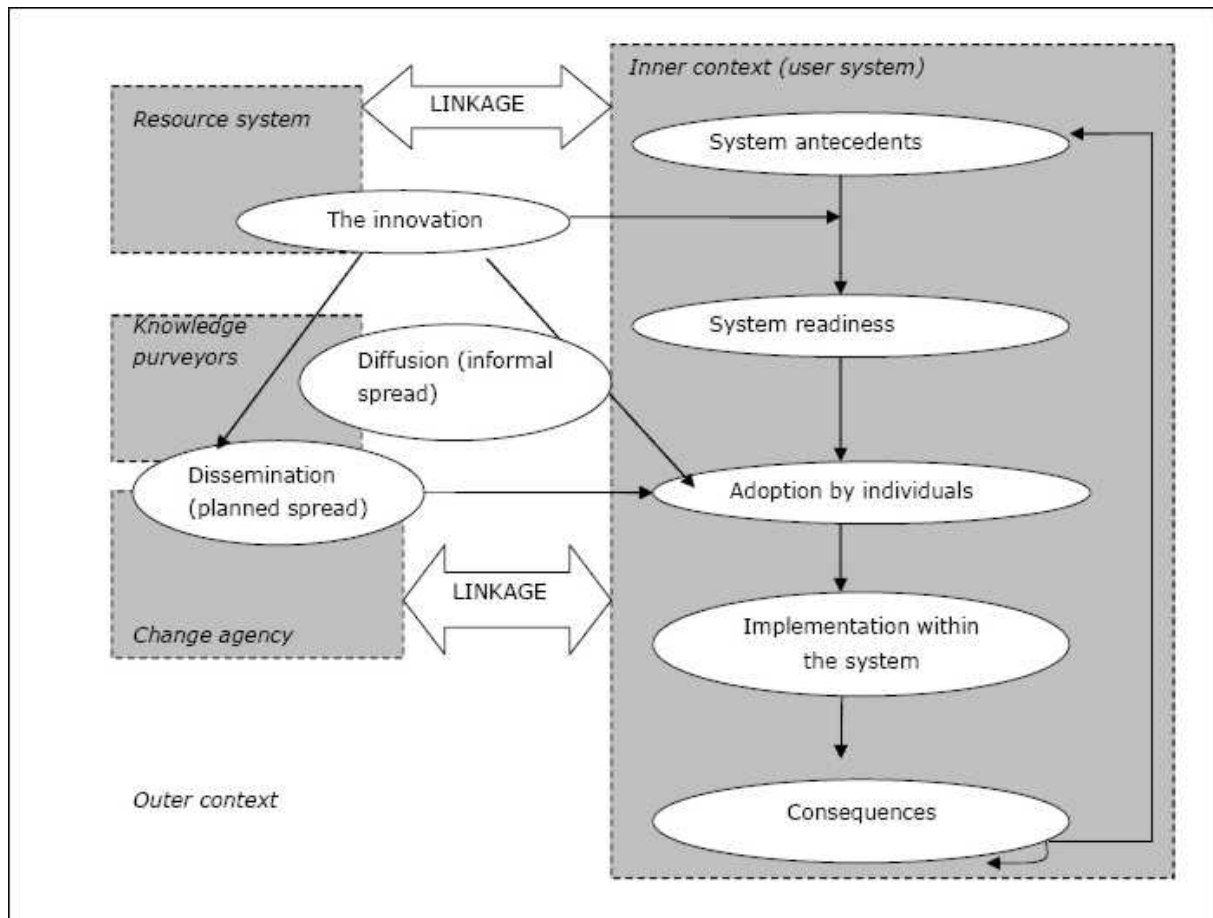 Inner context (user system)
LINKAGE
Resource system
System antecedents
The innovation
Knowledge
purveyors
System readiness
Diffusion (informal
spread)
Dissemination
(planned spread)
Adoption by individuals
LINKAGE
Change agency
Implementation within
the system
Outer context
Consequences